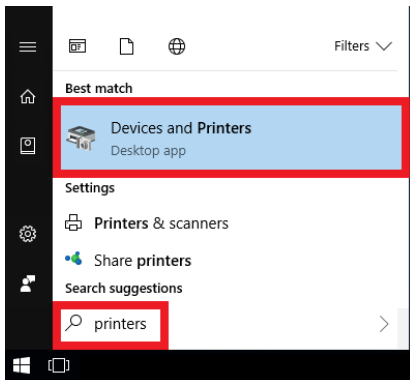 Filters
Best match
Devices and Printers
Desktop app
Settings
Printers & scanners
Share printers
Search suggestions
printers